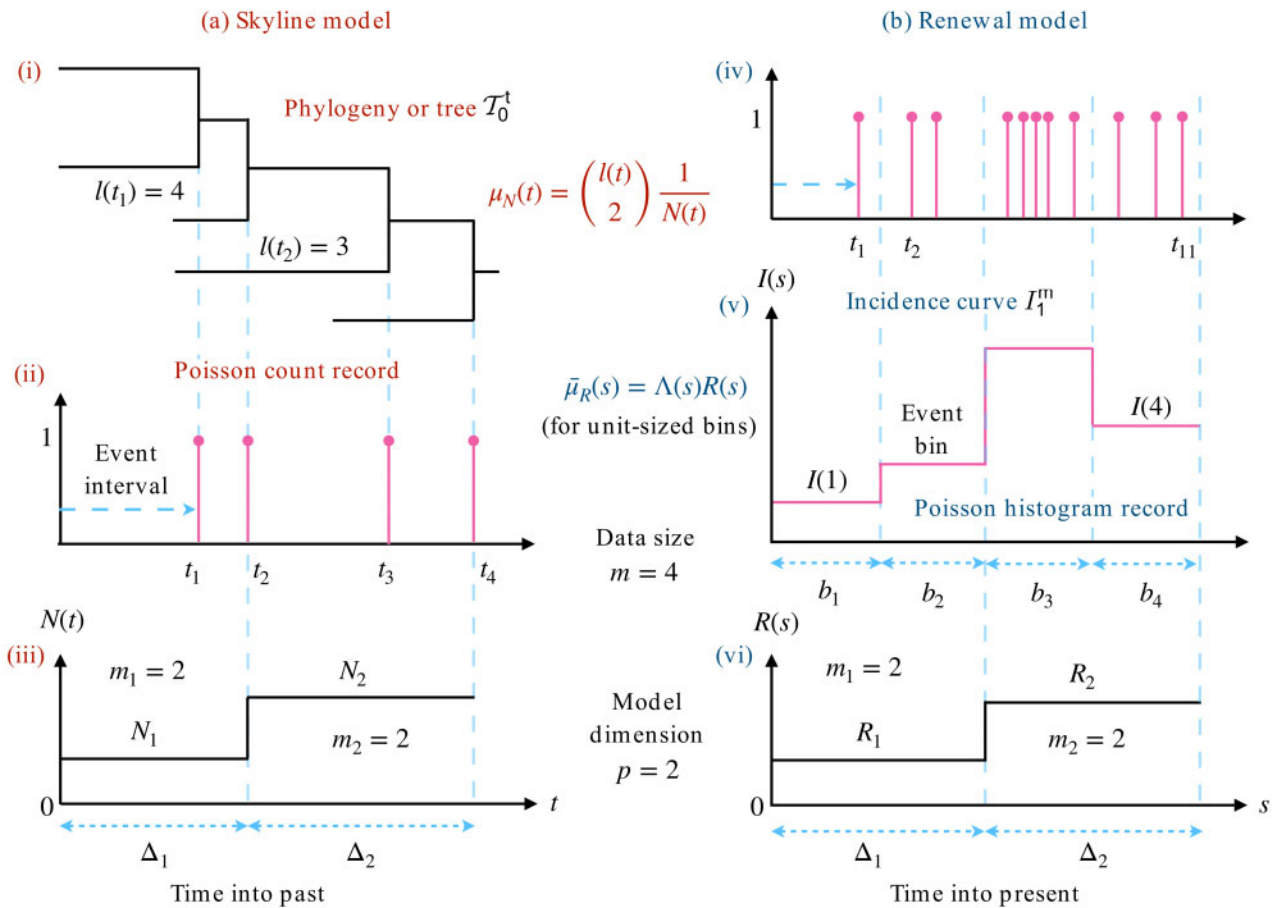 (a) Skyline model
(b) Renewal model
(i)
Phylogeny or tree 𝒯₀ᵗ
l(t₁) = 4
l(t₂) = 3
μ_N(t) = (l(t) 2) 1/N(t)
(iv)
1
t₁ t₂ t₁₁
(ii)
Poisson count record
1
Event
interval
t₁ t₂ t₃ t₄
μ̄_R(s) = Λ(s)R(s)
(for unit-sized bins)
Data size
m = 4
I(s)
(v)
Incidence curve I₁ᵐ
I(1)
Event
bin
I(4)
Poisson histogram record
b₁ b₂ b₃ b₄
N(t)
(iii)
m₁ = 2
N₂
N₁
m₂ = 2
0
t
Δ₁ Δ₂
Time into past
Model
dimension
p = 2
R(s)
(vi)
m₁ = 2
R₂
R₁
m₂ = 2
0
s
Δ₁ Δ₂
Time into present